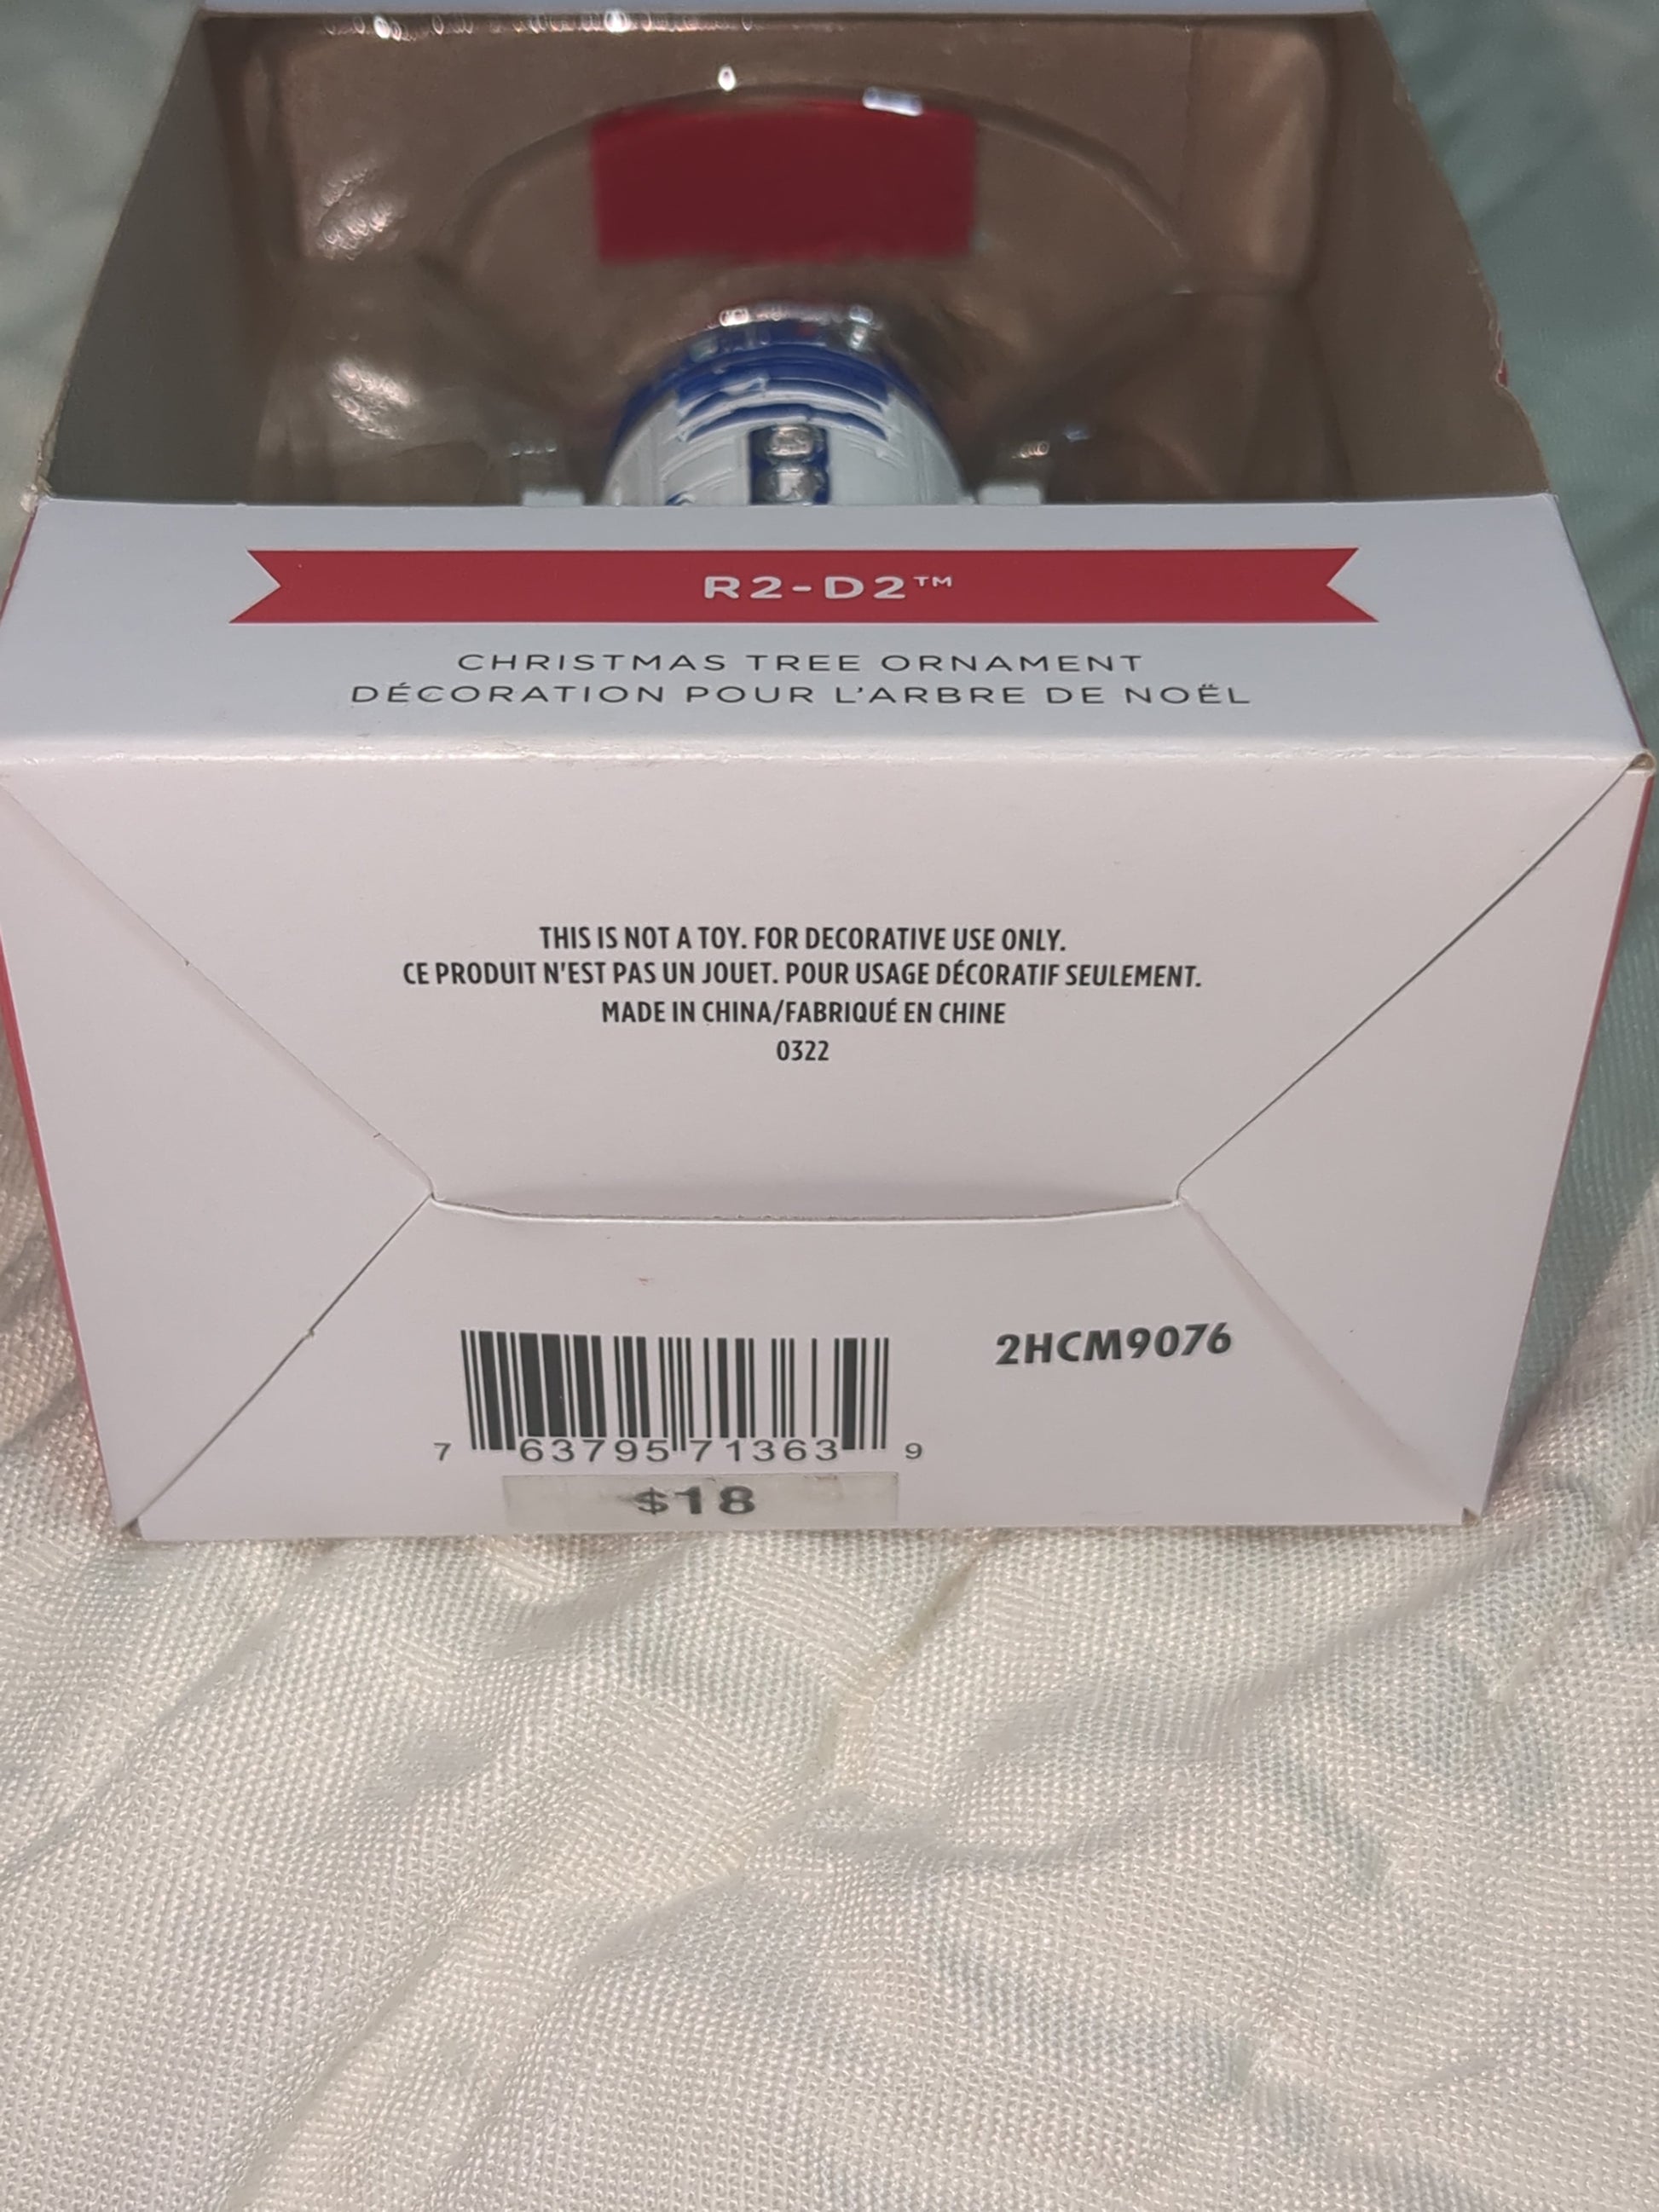 R2-D2™
CHRISTMAS TREE ORNAMENT
DÉCORATION POUR L'ARBRE DE NOËL
THIS IS NOT A TOY. FOR DECORATIVE USE ONLY.
CE PRODUIT N'EST PAS UN JOUET. POUR USAGE DÉCORATIF SEULEMENT.
MADE IN CHINA/FABRIQUÉ EN CHINE
0322
2HCM9076
7 63795 71363 9
$18